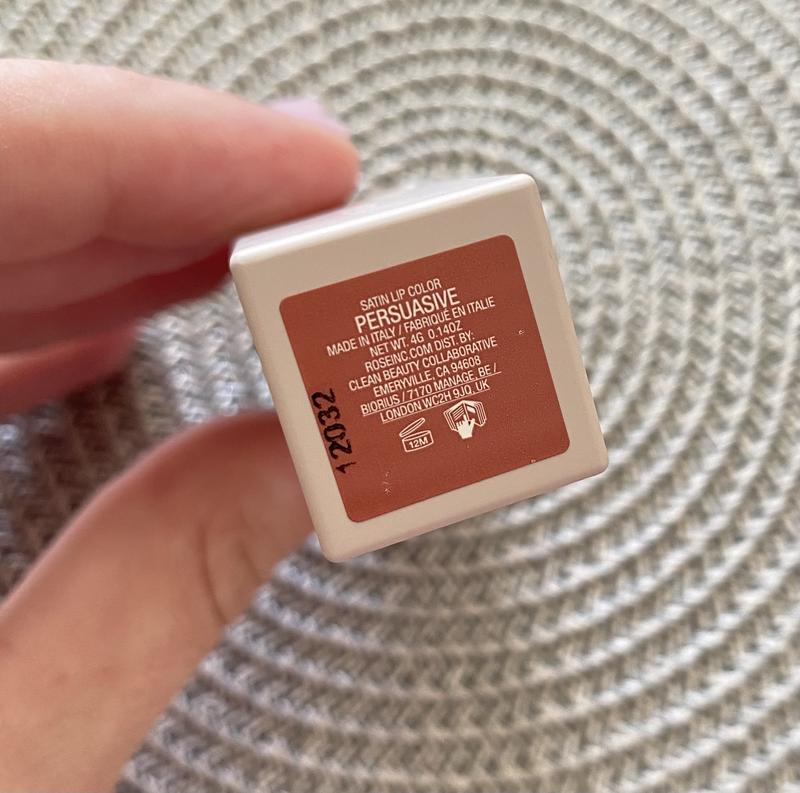 SATIN LIP COLOR
PERSUASIVE
MADE IN ITALY / FABRIQUÉ EN ITALIE
NET WT. 4G 0.14OZ
ROSEINC.COM DIST. BY:
CLEAN BEAUTY COLLABORATIVE
EMERYVILLE, CA 94608
BIORIUS / 7170 MANAGE, BE /
LONDON WC2H 9JQ, UK
12M
12032